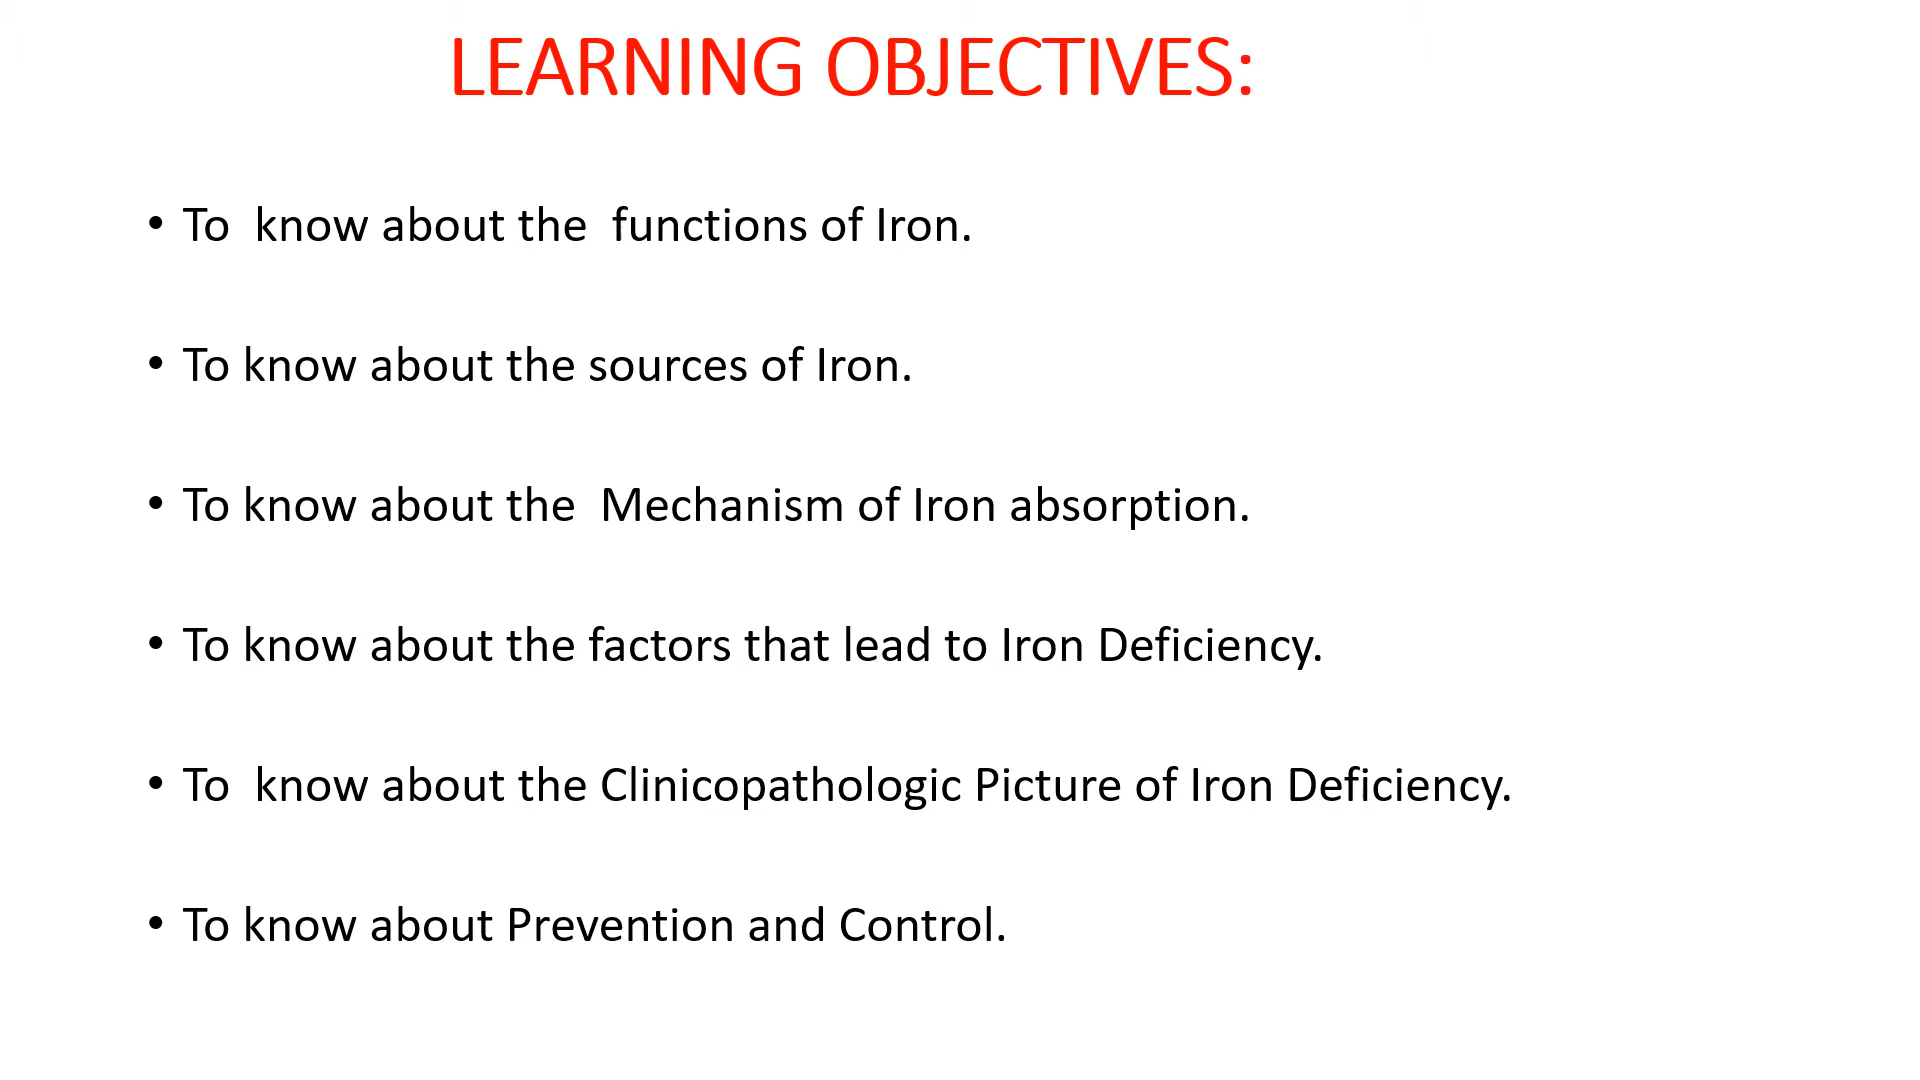 LEARNING OBJECTIVES:
• To  know about the  functions of Iron.
• To know about the sources of Iron.
• To know about the  Mechanism of Iron absorption.
• To know about the factors that lead to Iron Deficiency.
• To  know about the Clinicopathologic Picture of Iron Deficiency.
• To know about Prevention and Control.